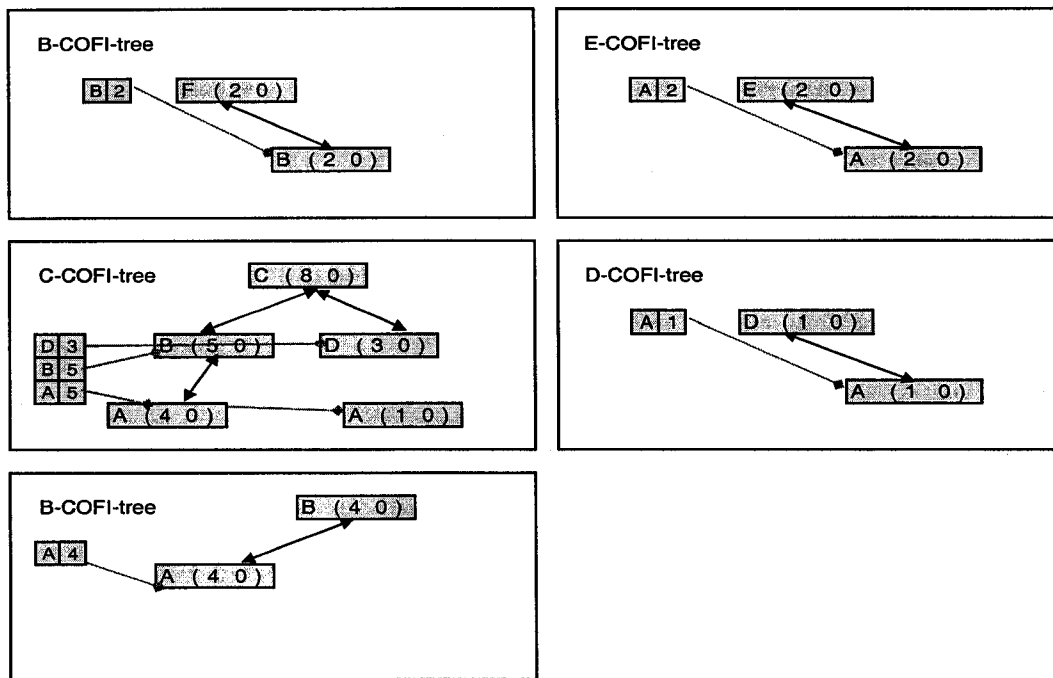 B-COFI-tree
B 2
F ( 2 0 )
B ( 2 0 )
E-COFI-tree
A 2
E ( 2 0 )
A ( 2 0 )
C-COFI-tree
C ( 8 0 )
D 3
B 5
A 5
B ( 5 0 )
D ( 3 0 )
A ( 4 0 )
A ( 1 0 )
D-COFI-tree
A 1
D ( 1 0 )
A ( 1 0 )
B-COFI-tree
B ( 4 0 )
A 4
A ( 4 0 )